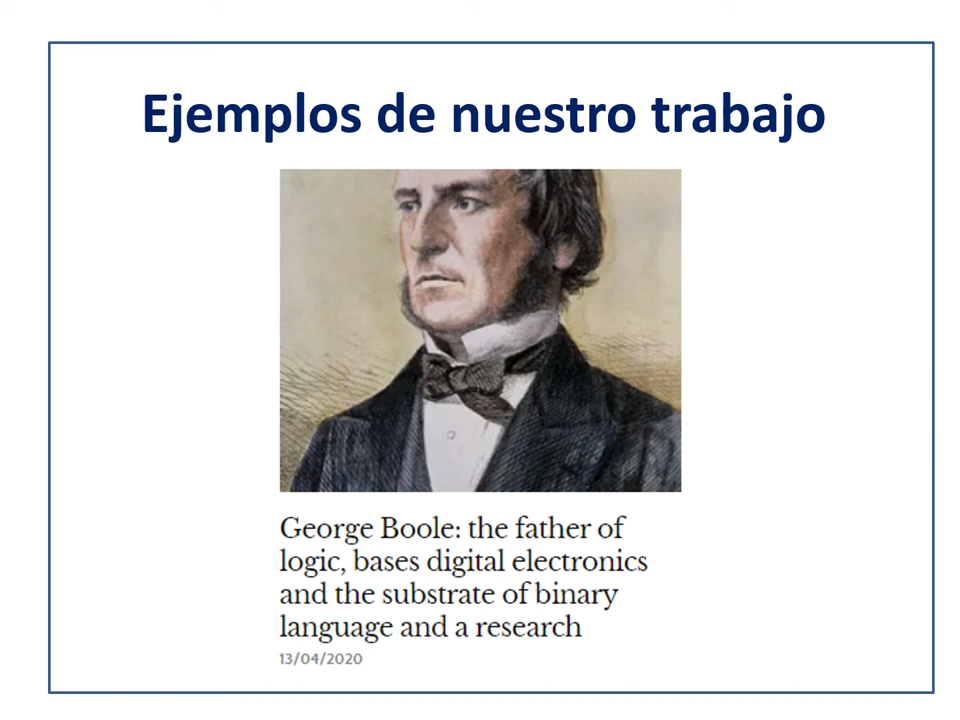 Ejemplos de nuestro trabajo
George Boole: the father of
logic, bases digital electronics
and the substrate of binary
language and a research
13/04/2020